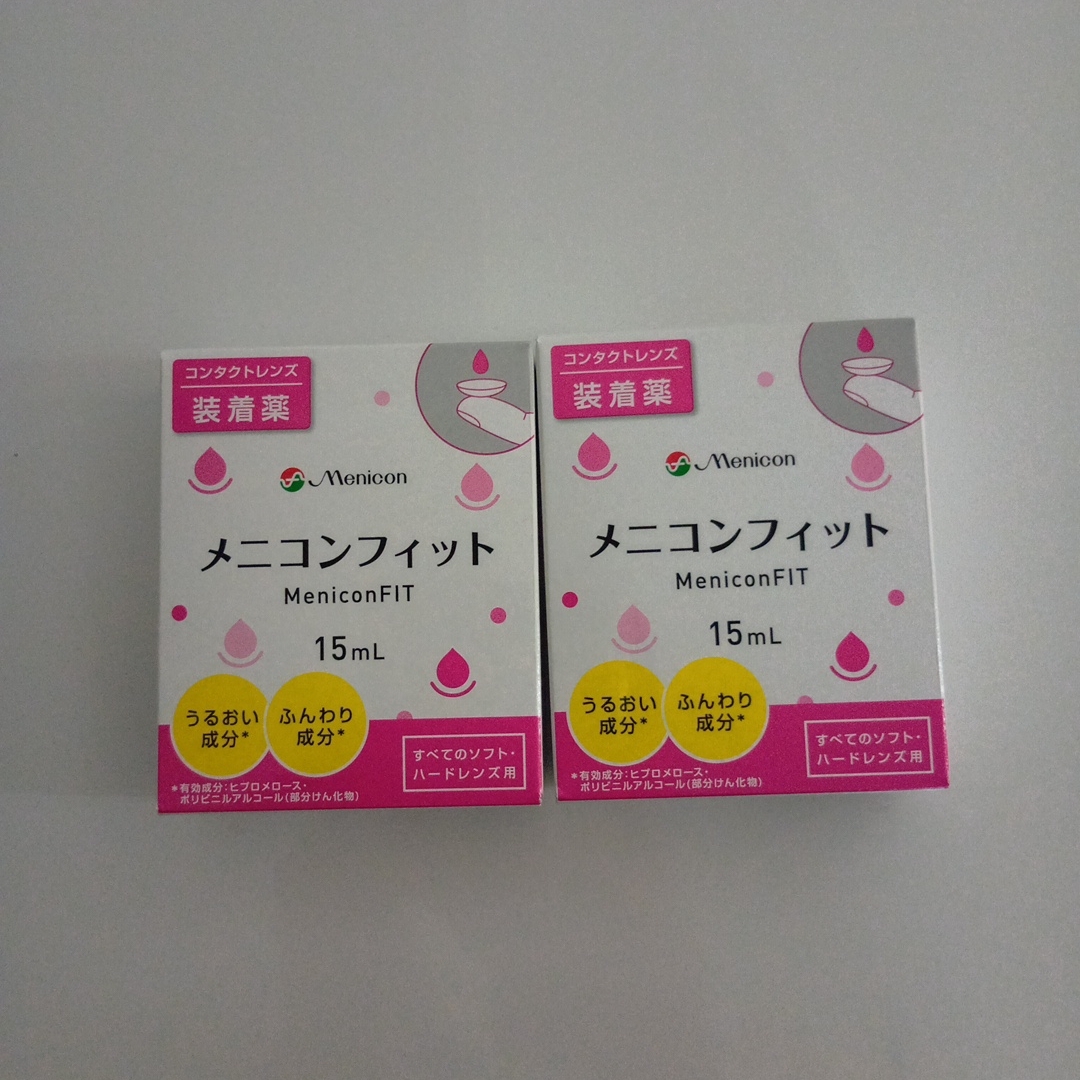 コンタクトレンズ
装着薬
Menicon
メニコンフィット
MeniconFIT
15mL
うるおい
成分*
ふんわり
成分*
すべてのソフト・
ハードレンズ用
*有効成分:ヒプロメロース・
ポリビニルアルコール(部分けん化物)
コンタクトレンズ
装着薬
Menicon
メニコンフィット
MeniconFIT
15mL
うるおい
成分*
ふんわり
成分*
すべてのソフト・
ハードレンズ用
*有効成分:ヒプロメロース・
ポリビニルアルコール(部分けん化物)